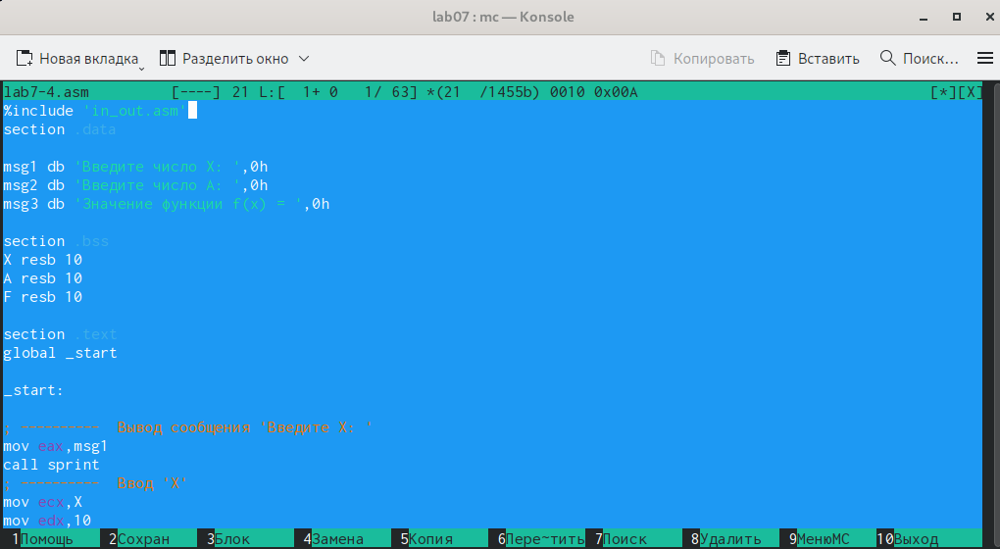 lab07 : mc — Konsole
Новая вкладка Разделить окно Копировать Вставить Поиск...
lab7-4.asm [----] 21 L:[ 1+ 0 1/ 63] *(21 /1455b) 0010 0x00A [*][X]
%include 'in_out.asm'
section .data
msg1 db 'Введите число X: ',0h
msg2 db 'Введите число A: ',0h
msg3 db 'Значение функции f(x) = ',0h
section .bss
X resb 10
A resb 10
F resb 10
section .text
global _start
_start:
; ---------- Вывод сообщения 'Введите X: '
mov eax,msg1
call sprint
; ---------- Ввод 'X'
mov ecx,X
mov edx,10
1Помощь 2Сохран 3Блок 4Замена 5Копия 6Пере~тить 7Поиск 8Удалить 9МенюMC 10Выход